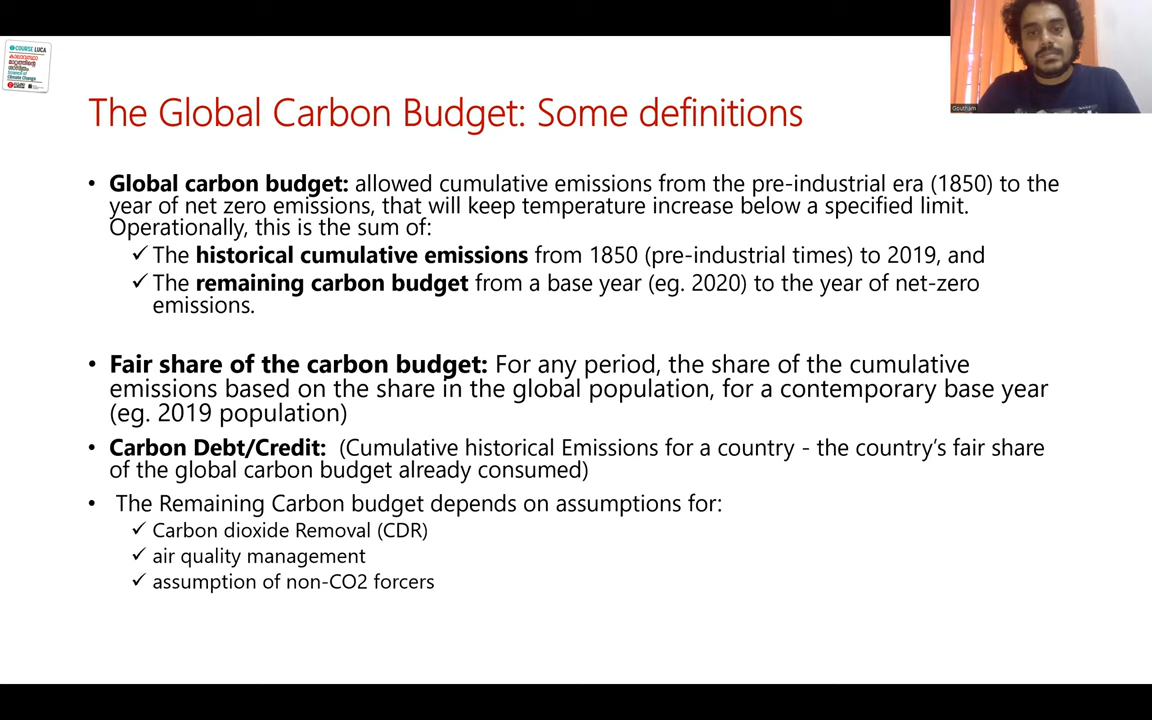 COURSE LUCA
Science of
Climate Change
Goutham
The Global Carbon Budget: Some definitions
• Global carbon budget: allowed cumulative emissions from the pre-industrial era (1850) to the
year of net zero emissions, that will keep temperature increase below a specified limit.
Operationally, this is the sum of:
✓ The historical cumulative emissions from 1850 (pre-industrial times) to 2019, and
✓ The remaining carbon budget from a base year (eg. 2020) to the year of net-zero
emissions.
• Fair share of the carbon budget: For any period, the share of the cumulative
emissions based on the share in the global population, for a contemporary base year
(eg. 2019 population)
• Carbon Debt/Credit: (Cumulative historical Emissions for a country - the country's fair share
of the global carbon budget already consumed)
• The Remaining Carbon budget depends on assumptions for:
✓ Carbon dioxide Removal (CDR)
✓ air quality management
✓ assumption of non-CO2 forcers